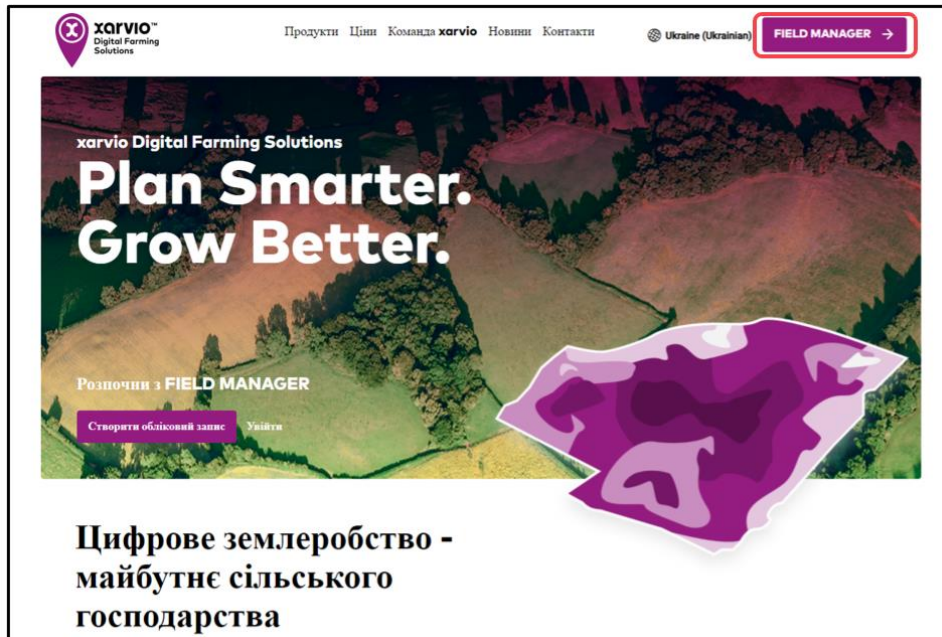 xarvio™
Digital Farming
Solutions
Продукти Ціни Команда xarvio Новини Контакти
Ukraine (Ukrainian)
FIELD MANAGER →
xarvio Digital Farming Solutions
Plan Smarter.
Grow Better.
Розпочни з FIELD MANAGER
Створити обліковий запис Увійти
Цифрове землеробство -
майбутнє сільського
господарства